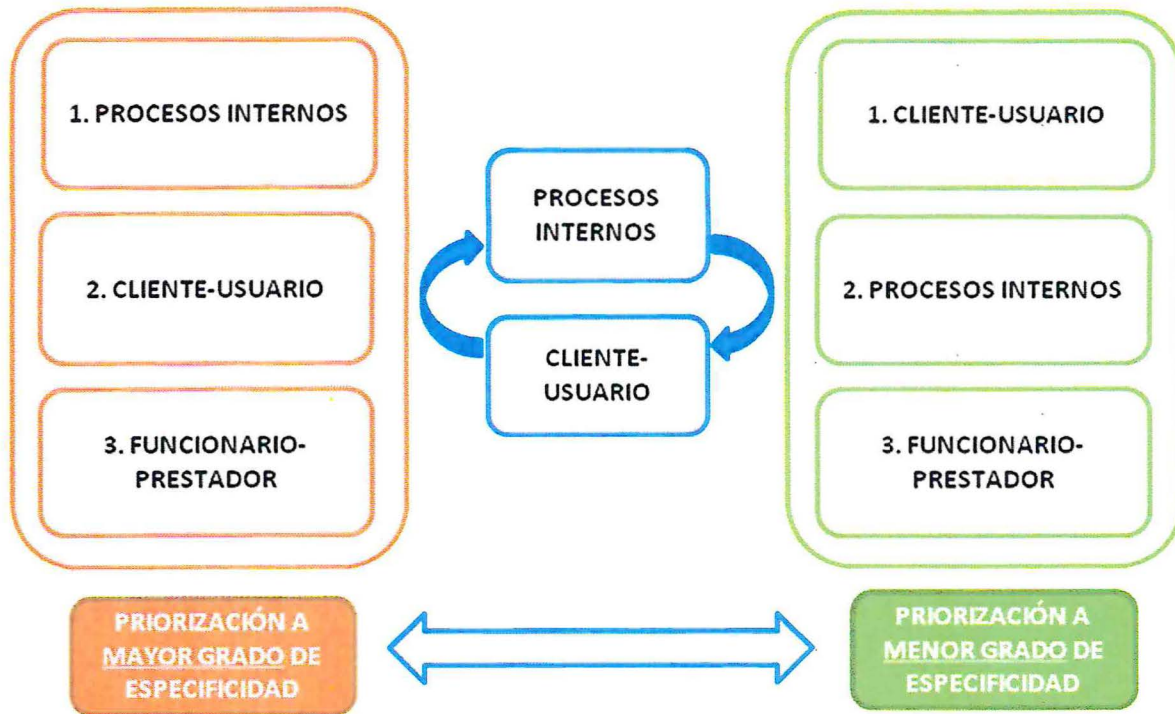 1. PROCESOS INTERNOS
2. CLIENTE-USUARIO
3. FUNCIONARIO-
PRESTADOR
PRIORIZACIÓN A
MAYOR GRADO DE
ESPECIFICIDAD
PROCESOS
INTERNOS
CLIENTE-
USUARIO
1. CLIENTE-USUARIO
2. PROCESOS INTERNOS
3. FUNCIONARIO-
PRESTADOR
PRIORIZACIÓN A
MENOR GRADO DE
ESPECIFICIDAD